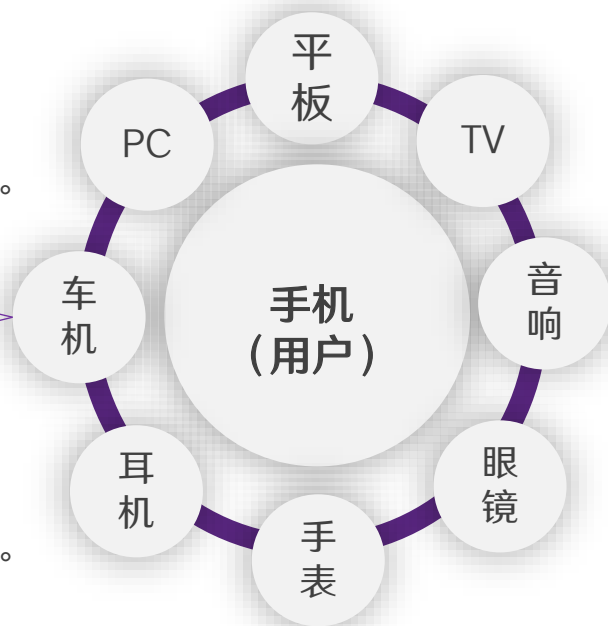 平
板
PC
TV
。
车
机
手机
（用户）
音
响
耳
机
眼
镜
手
表
。